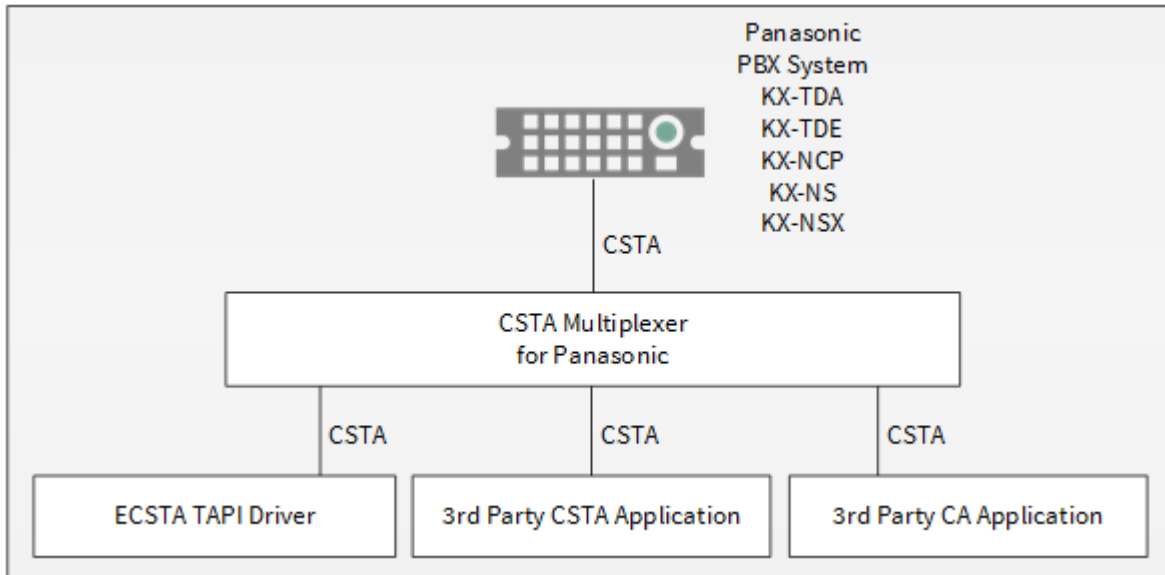 Panasonic
PBX System
KX-TDA
KX-TDE
KX-NCP
KX-NS
KX-NSX
CSTA
CSTA Multiplexer
for Panasonic
CSTA
CSTA
CSTA
ECSTA TAPI Driver
3rd Party CSTA Application
3rd Party CA Application